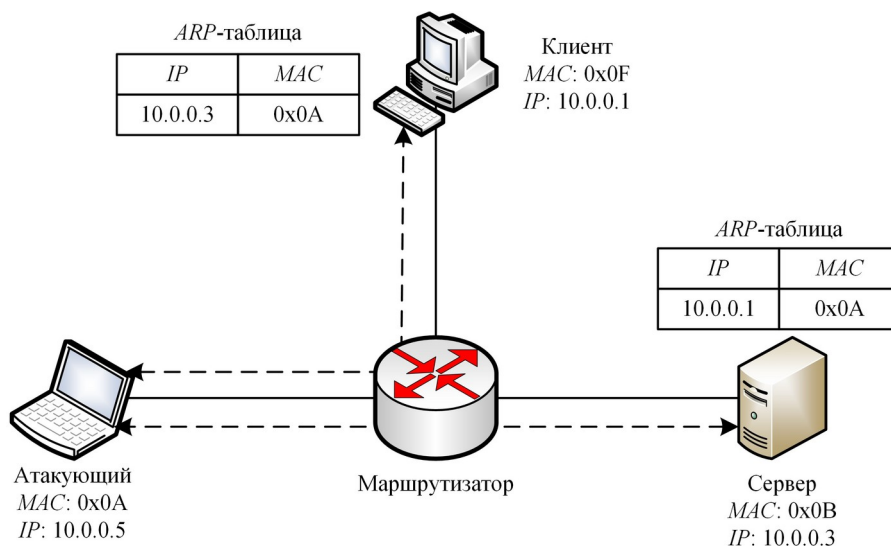 ARP-таблица
IP MAC
10.0.0.3 0x0A
Клиент
MAC: 0x0F
IP: 10.0.0.1
ARP-таблица
IP MAC
10.0.0.1 0x0A
Атакующий
MAC: 0x0A
IP: 10.0.0.5
Маршрутизатор
Сервер
MAC: 0x0B
IP: 10.0.0.3